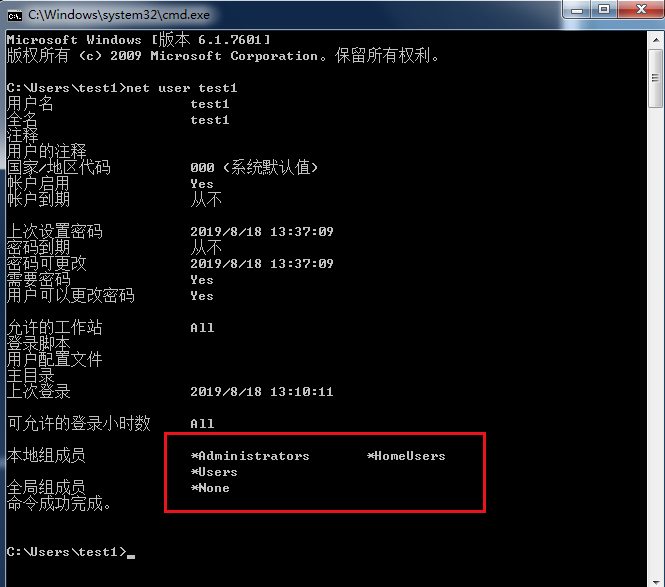 C:\Windows\system32\cmd.exe
Microsoft Windows [版本 6.1.7601]
版权所有 (c) 2009 Microsoft Corporation。保留所有权利。
C:\Users\test1>net user test1
用户名 test1
全名 test1
注释
用户的注释
国家/地区代码 000 (系统默认值)
帐户启用 Yes
帐户到期 从不
上次设置密码 2019/8/18 13:37:09
密码到期 从不
密码可更改 2019/8/18 13:37:09
需要密码 Yes
用户可以更改密码 Yes
允许的工作站 All
登录脚本
用户配置文件
主目录
上次登录 2019/8/18 13:10:11
可允许的登录小时数 All
本地组成员 *Administrators *HomeUsers
*Users
全局组成员 *None
命令成功完成。
C:\Users\test1>_